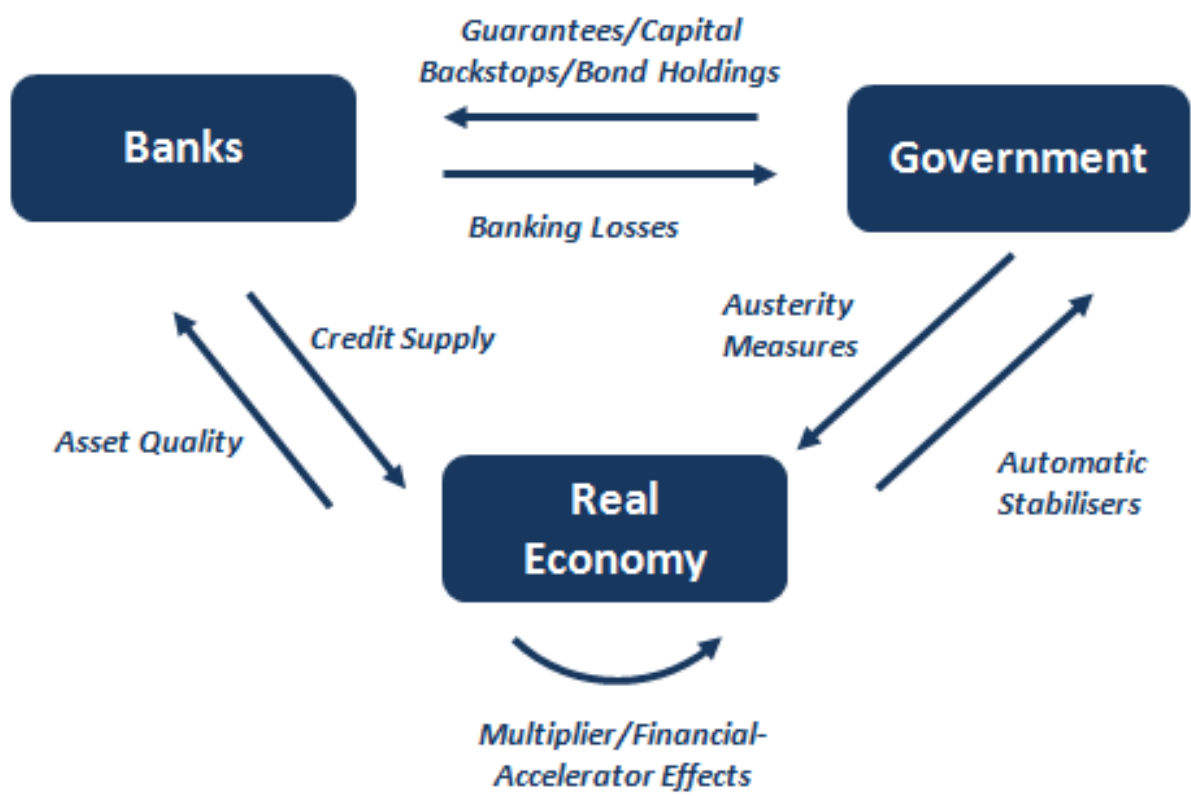 Guarantees/Capital
Backstops/Bond Holdings
Banks
Government
Banking Losses
Austerity
Measures
Credit Supply
Asset Quality
Automatic
Stabilisers
Real
Economy
Multiplier/Financial-
Accelerator Effects